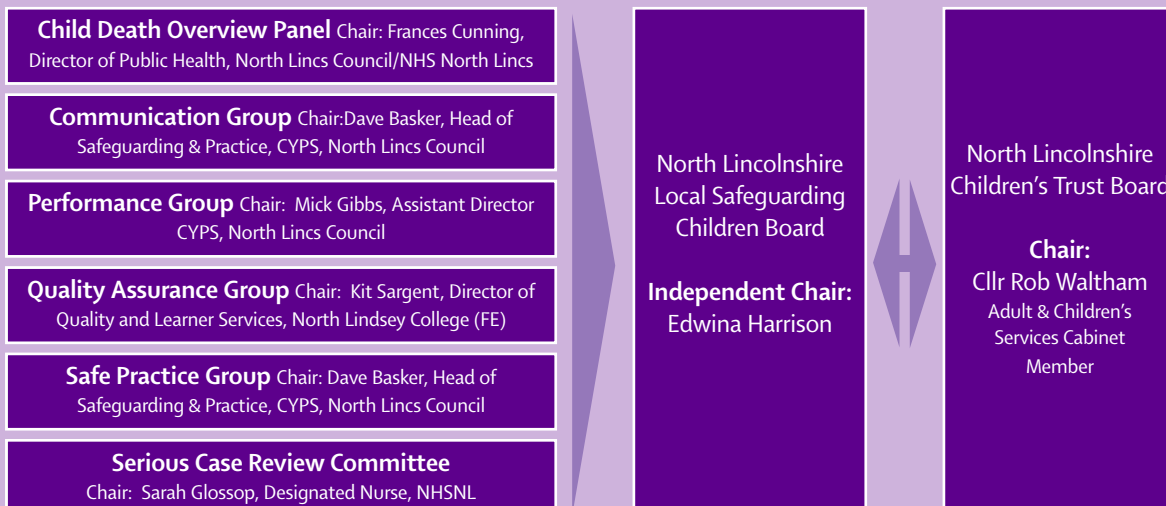 Child Death Overview Panel Chair: Frances Cunning,
Director of Public Health, North Lincs Council/NHS North Lincs
Communication Group Chair:Dave Basker, Head of
Safeguarding & Practice, CYPS, North Lincs Council
Performance Group Chair: Mick Gibbs, Assistant Director
CYPS, North Lincs Council
Quality Assurance Group Chair: Kit Sargent, Director of
Quality and Learner Services, North Lindsey College (FE)
Safe Practice Group Chair: Dave Basker, Head of
Safeguarding & Practice, CYPS, North Lincs Council
Serious Case Review Committee
Chair: Sarah Glossop, Designated Nurse, NHSNL
North Lincolnshire
Local Safeguarding
Children Board
Independent Chair:
Edwina Harrison
North Lincolnshire
Children’s Trust Board
Chair:
Cllr Rob Waltham
Adult & Children’s
Services Cabinet
Member